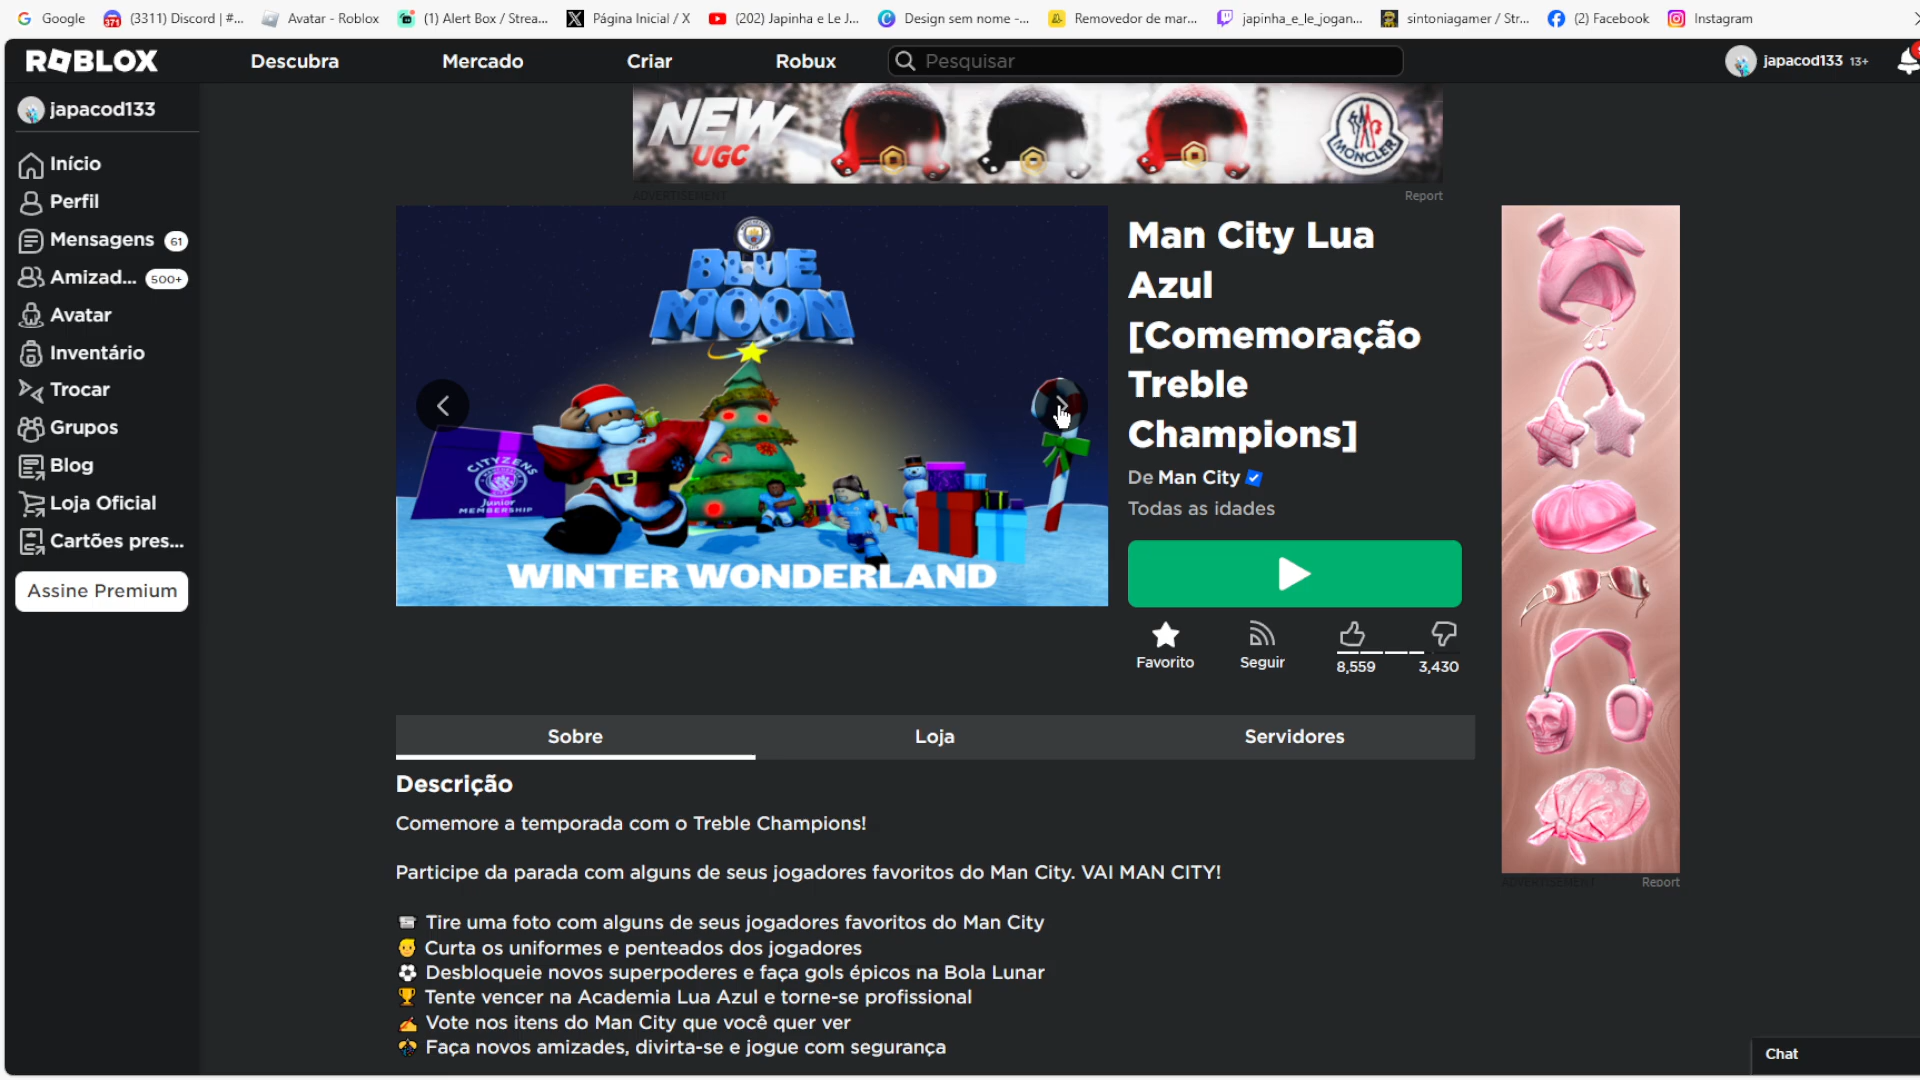 Google
(3311) Discord | #...
Avatar - Roblox
(1) Alert Box / Strea...
Página Inicial / X
(202) Japinha e Le J...
Design sem nome -...
Removedor de mar...
japinha_e_le_jogan...
sintoniagamer / Str...
(2) Facebook
Instagram
ROBLOX
Descubra
Mercado
Criar
Robux
Pesquisar
japacod133 13+
japacod133
Início
Perfil
Mensagens 61
Amizad... 500+
Avatar
Inventário
Trocar
Grupos
Blog
Loja Oficial
Cartões pres...
Assine Premium
NEW
UGC
MONCLER
ADVERTISEMENT
Report
BLUE
MOON
CITYZENS
Junior
MEMBERSHIP
WINTER WONDERLAND
Man City Lua
Azul
[Comemoração
Treble
Champions]
De Man City
Todas as idades
Favorito
Seguir
8,559
3,430
ADVERTISEMENT
Report
Sobre
Loja
Servidores
Descrição
Comemore a temporada com o Treble Champions!
Participe da parada com alguns de seus jogadores favoritos do Man City. VAI MAN CITY!
Tire uma foto com alguns de seus jogadores favoritos do Man City
Curta os uniformes e penteados dos jogadores
Desbloqueie novos superpoderes e faça gols épicos na Bola Lunar
Tente vencer na Academia Lua Azul e torne-se profissional
Vote nos itens do Man City que você quer ver
Faça novos amizades, divirta-se e jogue com segurança
Chat